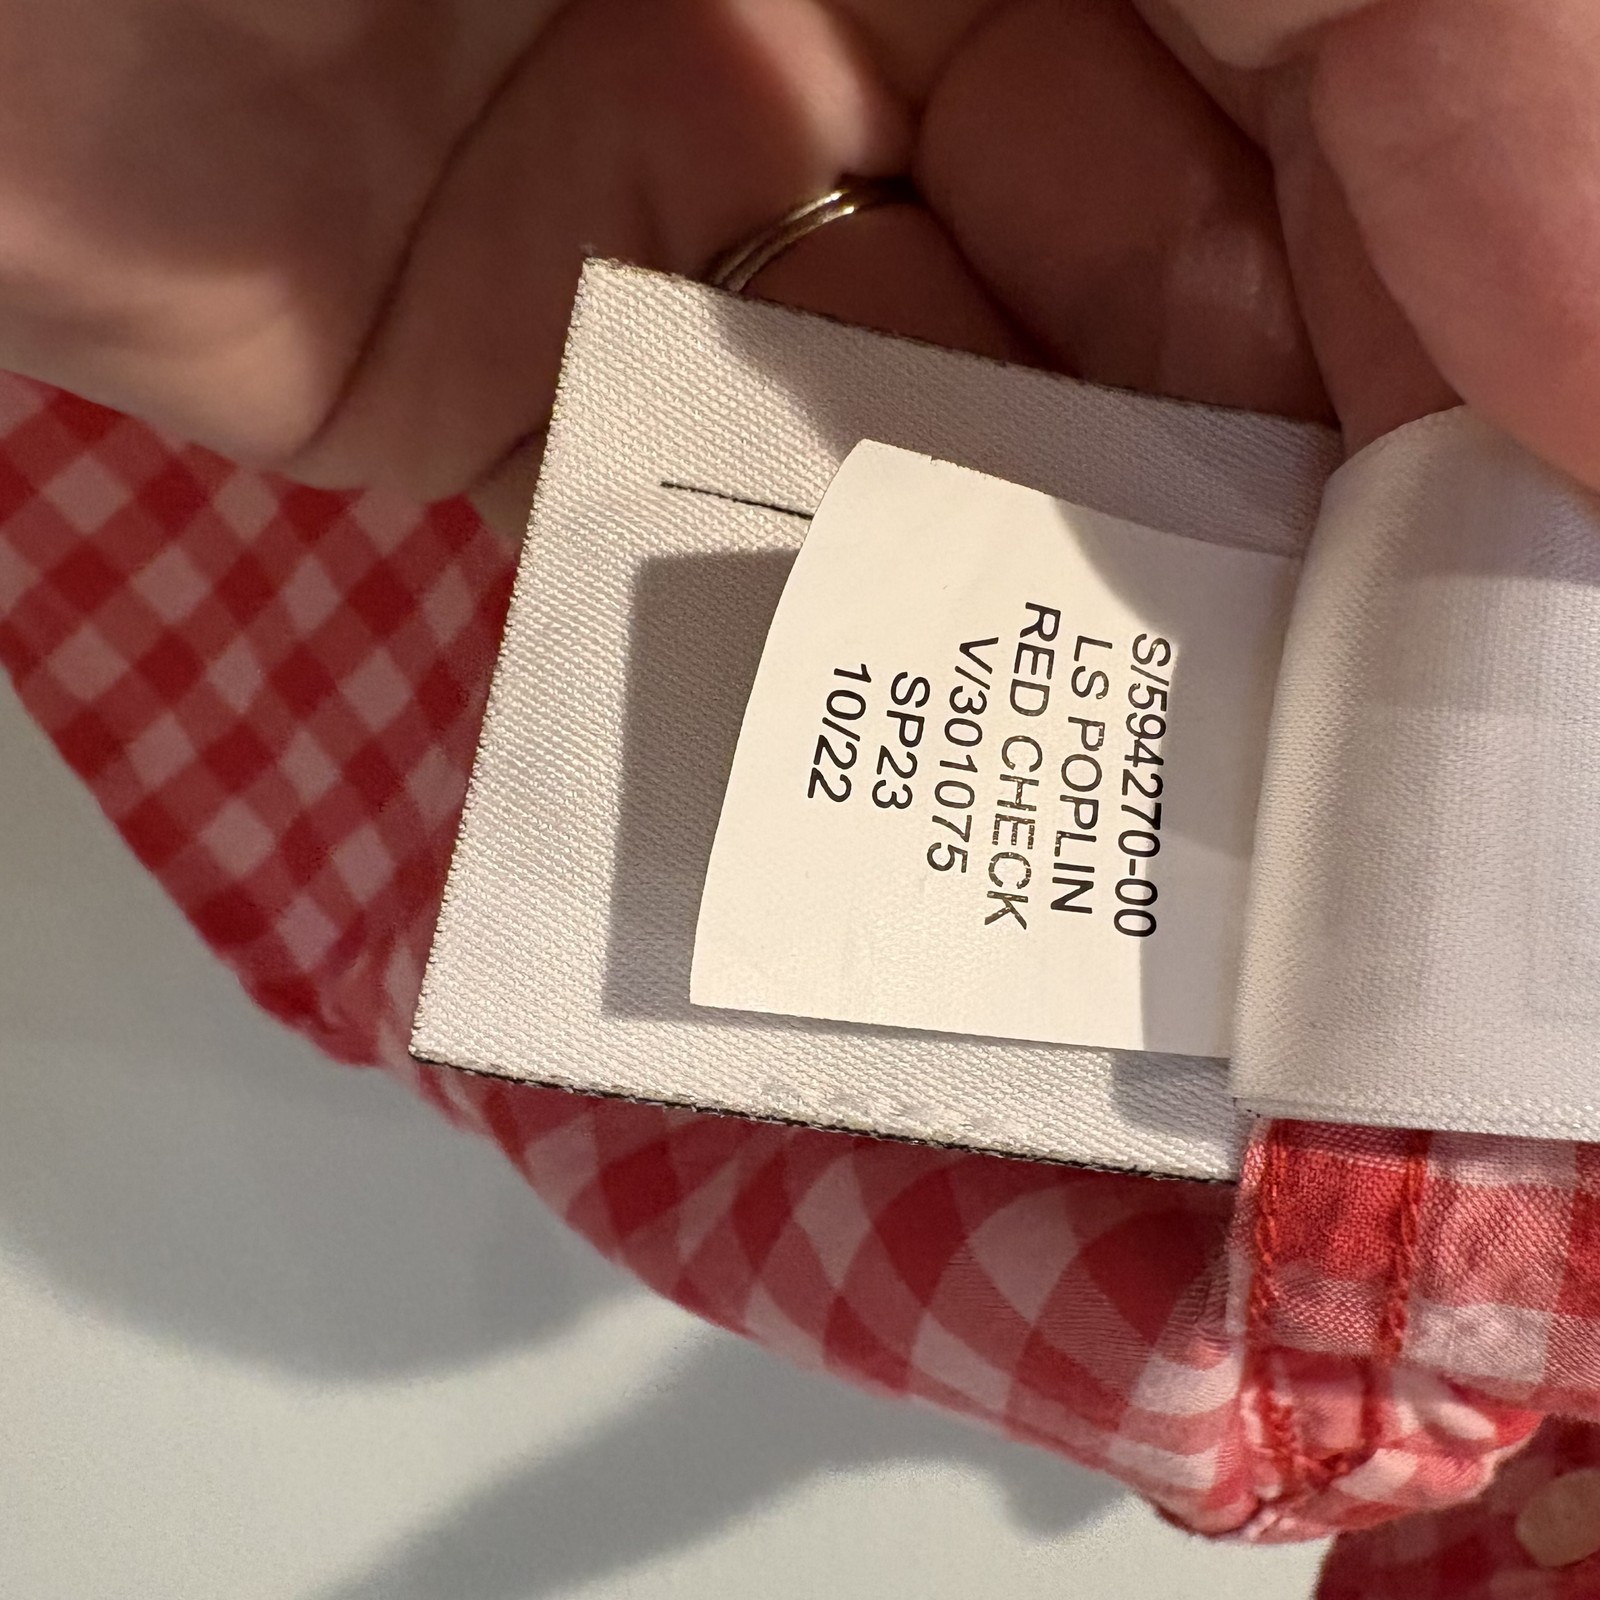 S/594270-00
LS POPLIN
RED CHECK
V/301075
SP23
10/22